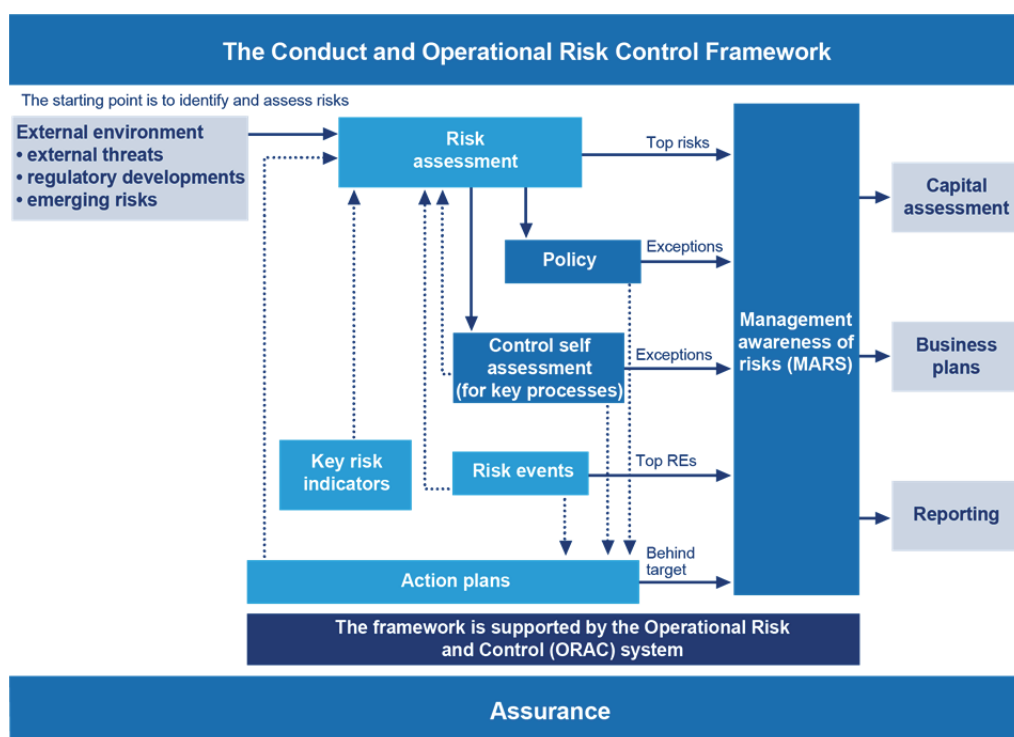 The Conduct and Operational Risk Control Framework
The starting point is to identify and assess risks
External environment
• external threats
• regulatory developments
• emerging risks
Risk
assessment
Top risks
Capital
assessment
Policy
Exceptions
Management
awareness of
risks (MARS)
Control self
assessment
(for key processes)
Exceptions
Business
plans
Key risk
indicators
Risk events
Top REs
Reporting
Action plans
Behind
target
The framework is supported by the Operational Risk
and Control (ORAC) system
Assurance